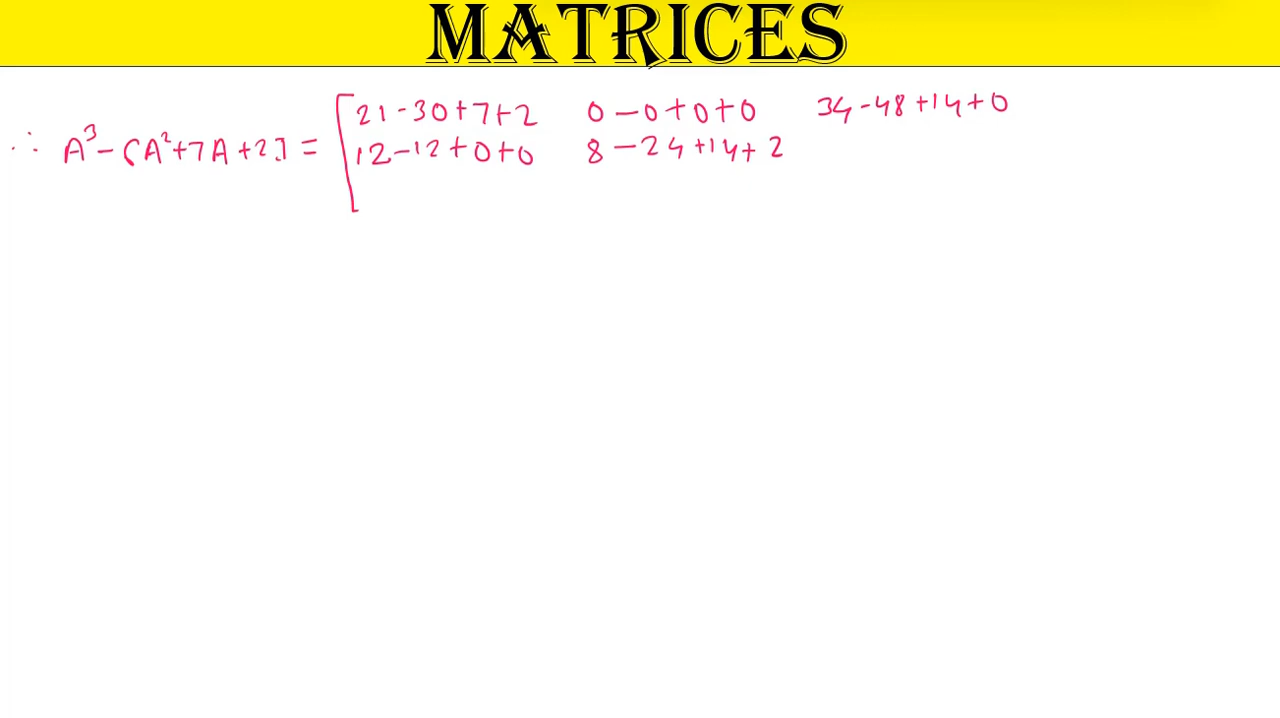 MATRICES
∴ A³ - 6A² + 7A + 2I = [ 21 - 30 + 7 + 2   0 - 0 + 0 + 0   34 - 48 + 14 + 0
12 - 12 + 0 + 0   8 - 24 + 14 + 2